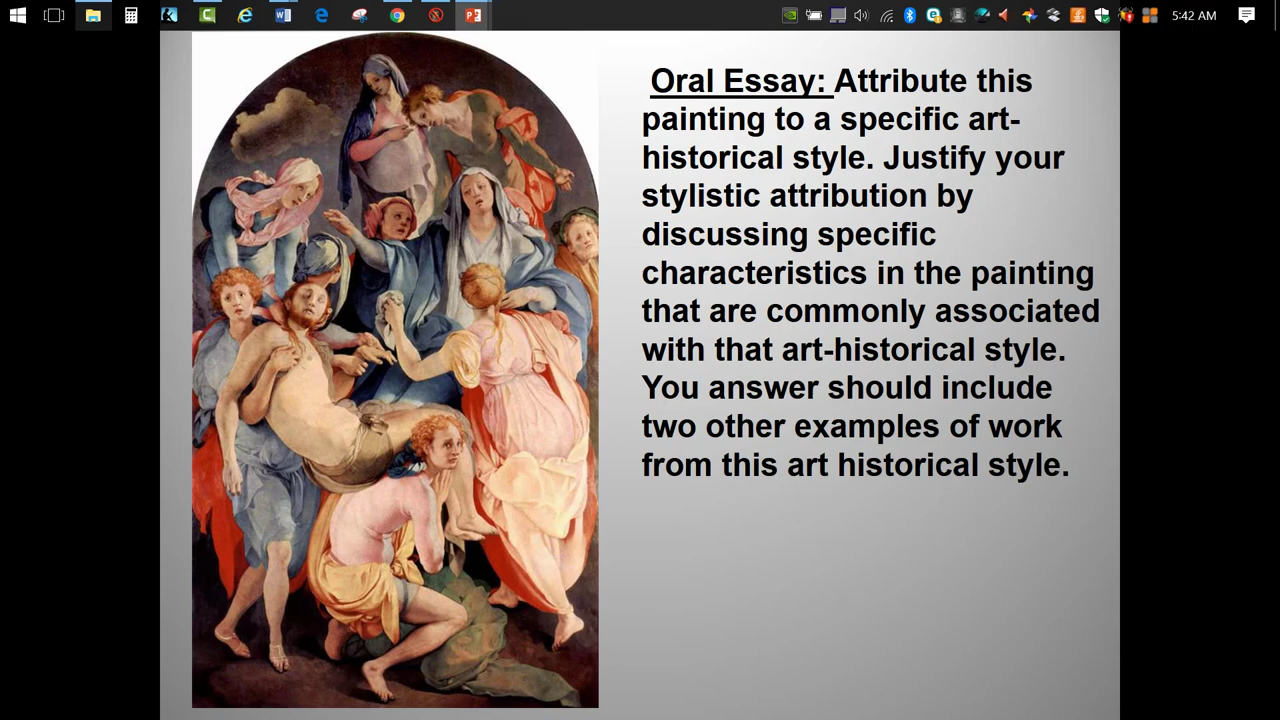 5:42 AM
Oral Essay: Attribute this
painting to a specific art-
historical style. Justify your
stylistic attribution by
discussing specific
characteristics in the painting
that are commonly associated
with that art-historical style.
You answer should include
two other examples of work
from this art historical style.